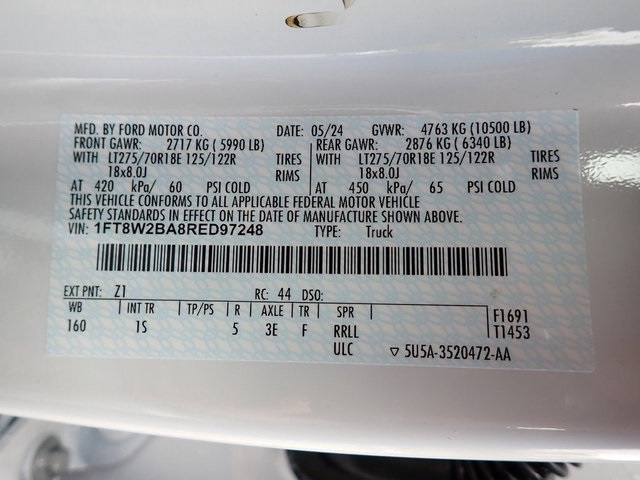 MFD. BY FORD MOTOR CO. DATE: 05/24 GVWR: 4763 KG (10500 LB)
FRONT GAWR: 2717 KG ( 5990 LB) REAR GAWR: 2876 KG ( 6340 LB)
WITH LT275/70R18E 125/122R TIRES WITH LT275/70R18E 125/122R TIRES
18x8.0J RIMS 18x8.0J RIMS
AT 420 kPa/ 60 PSI COLD AT 450 kPa/ 65 PSI COLD
THIS VEHICLE CONFORMS TO ALL APPLICABLE FEDERAL MOTOR VEHICLE
SAFETY STANDARDS IN EFFECT ON THE DATE OF MANUFACTURE SHOWN ABOVE.
VIN: 1FT8W2BA8RED97248 TYPE: Truck
EXT PNT: Z1 RC: 44 DSO:
WB INT TR TP/PS R AXLE TR SPR F1691
160 1S 5 3E F RRLL T1453
ULC ▽ 5U5A-3520472-AA